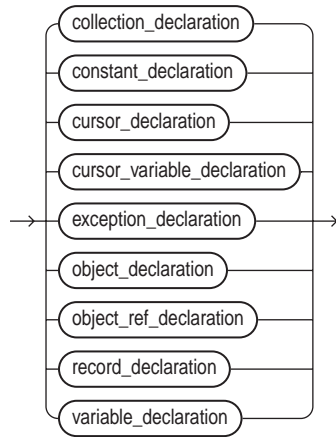 collection_declaration
constant_declaration
cursor_declaration
cursor_variable_declaration
exception_declaration
object_declaration
object_ref_declaration
record_declaration
variable_declaration